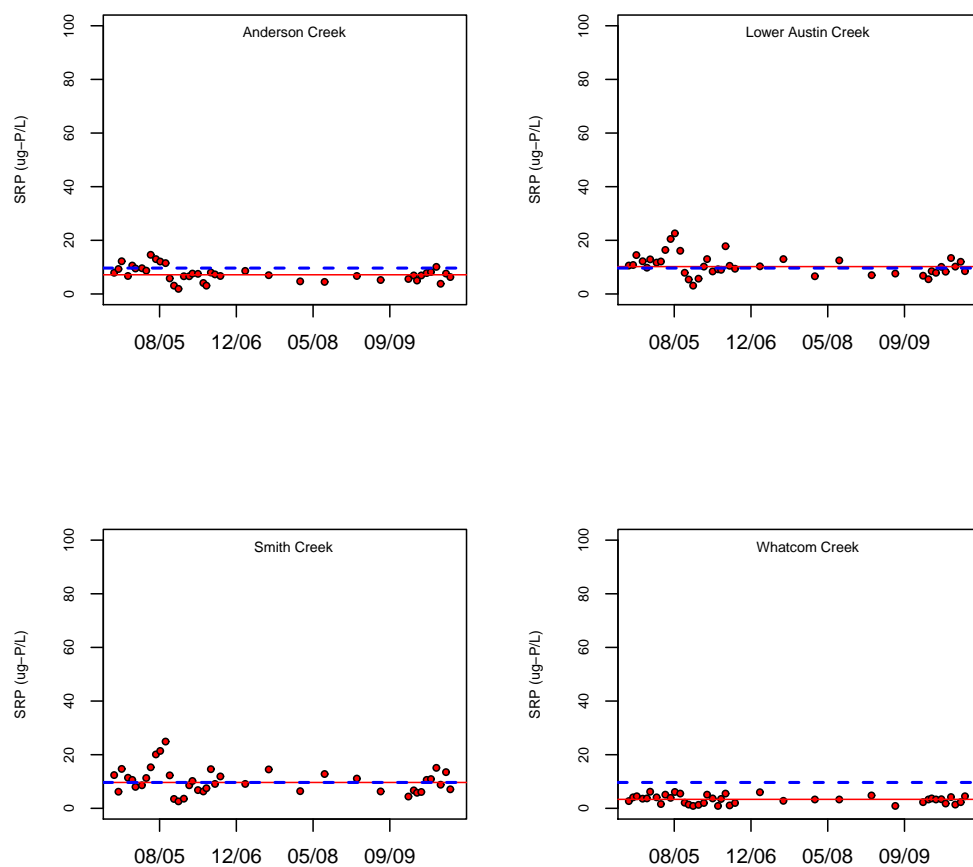 Anderson Creek
SRP (ug−P/L)
100
80
60
40
20
0
08/05 12/06 05/08 09/09
Lower Austin Creek
SRP (ug−P/L)
100
80
60
40
20
0
08/05 12/06 05/08 09/09
Smith Creek
SRP (ug−P/L)
100
80
60
40
20
0
08/05 12/06 05/08 09/09
Whatcom Creek
SRP (ug−P/L)
100
80
60
40
20
0
08/05 12/06 05/08 09/09